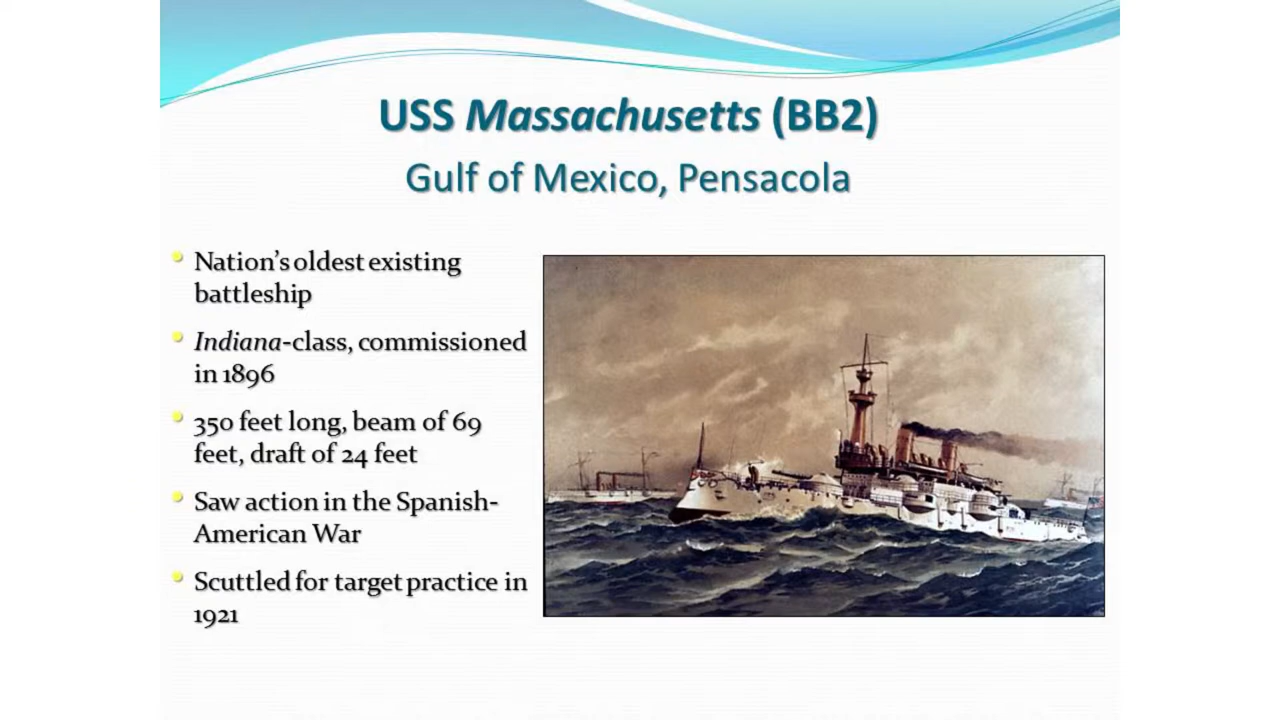 USS Massachusetts (BB2)
Gulf of Mexico, Pensacola
• Nation's oldest existing
battleship
• Indiana-class, commissioned
in 1896
• 350 feet long, beam of 69
feet, draft of 24 feet
• Saw action in the Spanish-
American War
• Scuttled for target practice in
1921